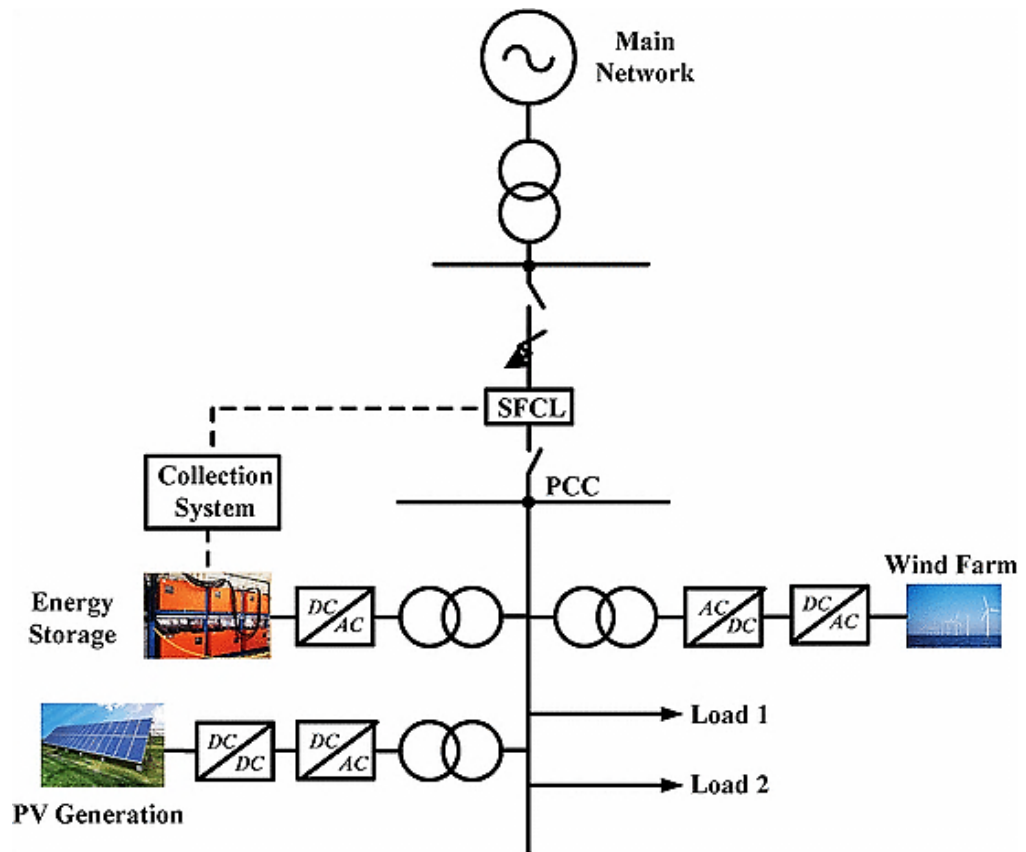 Main
Network
SFCL
Collection
System
PCC
Wind Farm
Energy
Storage
DC
AC
AC
DC
DC
AC
Load 1
DC
DC
DC
AC
Load 2
PV Generation